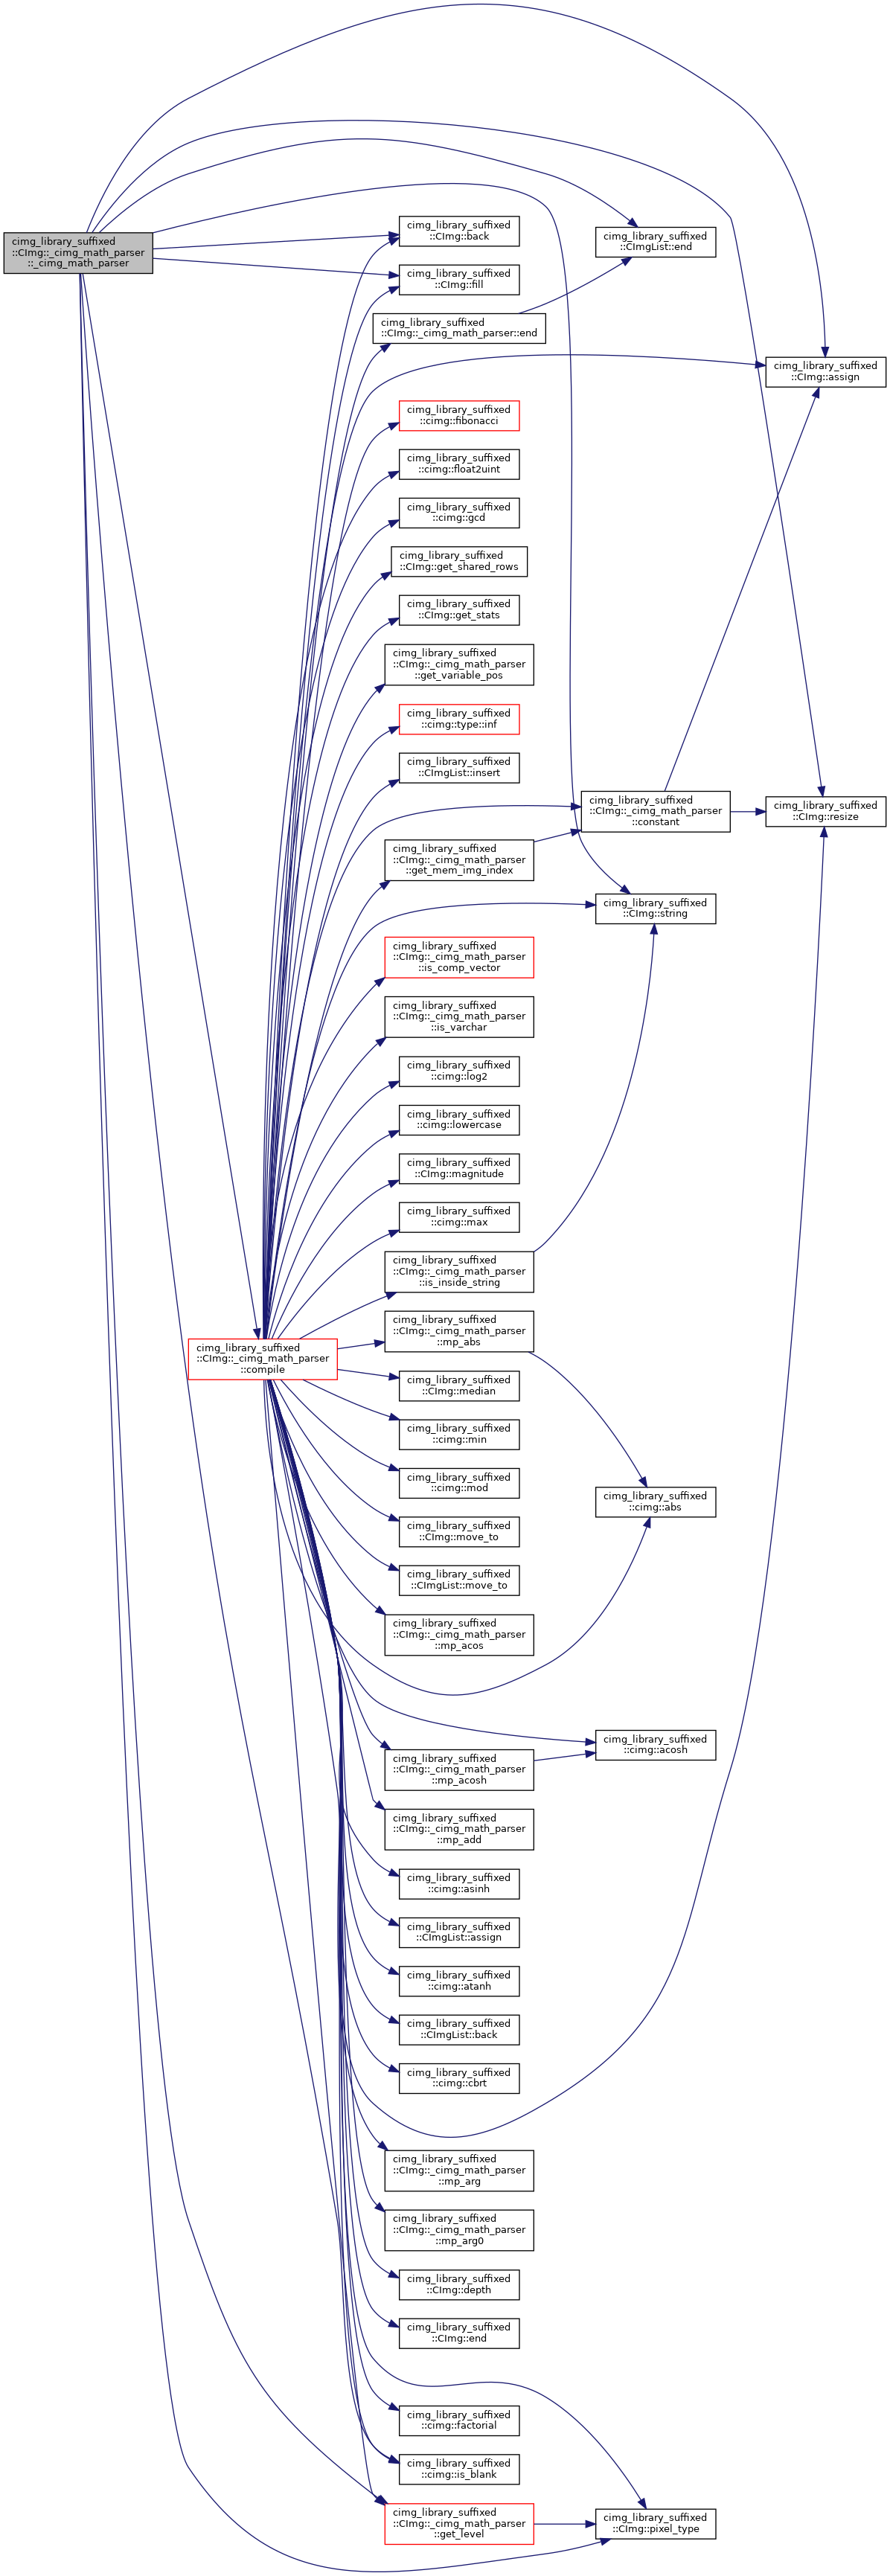 cimg_library_suffixed
::CImg::_cimg_math_parser
::_cimg_math_parser
cimg_library_suffixed
::CImg::back
cimg_library_suffixed
::CImgList::end
cimg_library_suffixed
::CImg::fill
cimg_library_suffixed
::CImg::_cimg_math_parser::end
cimg_library_suffixed
::CImg::assign
cimg_library_suffixed
::cimg::fibonacci
cimg_library_suffixed
::cimg::float2uint
cimg_library_suffixed
::cimg::gcd
cimg_library_suffixed
::CImg::get_shared_rows
cimg_library_suffixed
::CImg::get_stats
cimg_library_suffixed
::CImg::_cimg_math_parser
::get_variable_pos
cimg_library_suffixed
::cimg::type::inf
cimg_library_suffixed
::CImgList::insert
cimg_library_suffixed
::CImg::_cimg_math_parser
::constant
cimg_library_suffixed
::CImg::resize
cimg_library_suffixed
::CImg::_cimg_math_parser
::get_mem_img_index
cimg_library_suffixed
::CImg::string
cimg_library_suffixed
::CImg::_cimg_math_parser
::is_comp_vector
cimg_library_suffixed
::CImg::_cimg_math_parser
::is_varchar
cimg_library_suffixed
::cimg::log2
cimg_library_suffixed
::cimg::lowercase
cimg_library_suffixed
::CImg::magnitude
cimg_library_suffixed
::cimg::max
cimg_library_suffixed
::CImg::_cimg_math_parser
::is_inside_string
cimg_library_suffixed
::CImg::_cimg_math_parser
::mp_abs
cimg_library_suffixed
::CImg::_cimg_math_parser
::compile
cimg_library_suffixed
::CImg::median
cimg_library_suffixed
::cimg::min
cimg_library_suffixed
::cimg::mod
cimg_library_suffixed
::cimg::abs
cimg_library_suffixed
::CImg::move_to
cimg_library_suffixed
::CImgList::move_to
cimg_library_suffixed
::CImg::_cimg_math_parser
::mp_acos
cimg_library_suffixed
::cimg::acosh
cimg_library_suffixed
::CImg::_cimg_math_parser
::mp_acosh
cimg_library_suffixed
::CImg::_cimg_math_parser
::mp_add
cimg_library_suffixed
::cimg::asinh
cimg_library_suffixed
::CImgList::assign
cimg_library_suffixed
::cimg::atanh
cimg_library_suffixed
::CImgList::back
cimg_library_suffixed
::cimg::cbrt
cimg_library_suffixed
::CImg::_cimg_math_parser
::mp_arg
cimg_library_suffixed
::CImg::_cimg_math_parser
::mp_arg0
cimg_library_suffixed
::CImg::depth
cimg_library_suffixed
::CImg::end
cimg_library_suffixed
::cimg::factorial
cimg_library_suffixed
::cimg::is_blank
cimg_library_suffixed
::CImg::_cimg_math_parser
::get_level
cimg_library_suffixed
::CImg::pixel_type